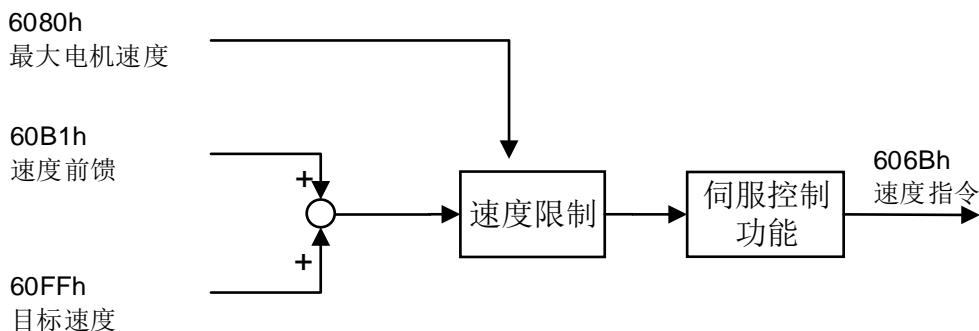 6080h
最大电机速度
60B1h
速度前馈
+
速度限制
伺服控制
功能
606Bh
速度指令
+
60FFh
目标速度